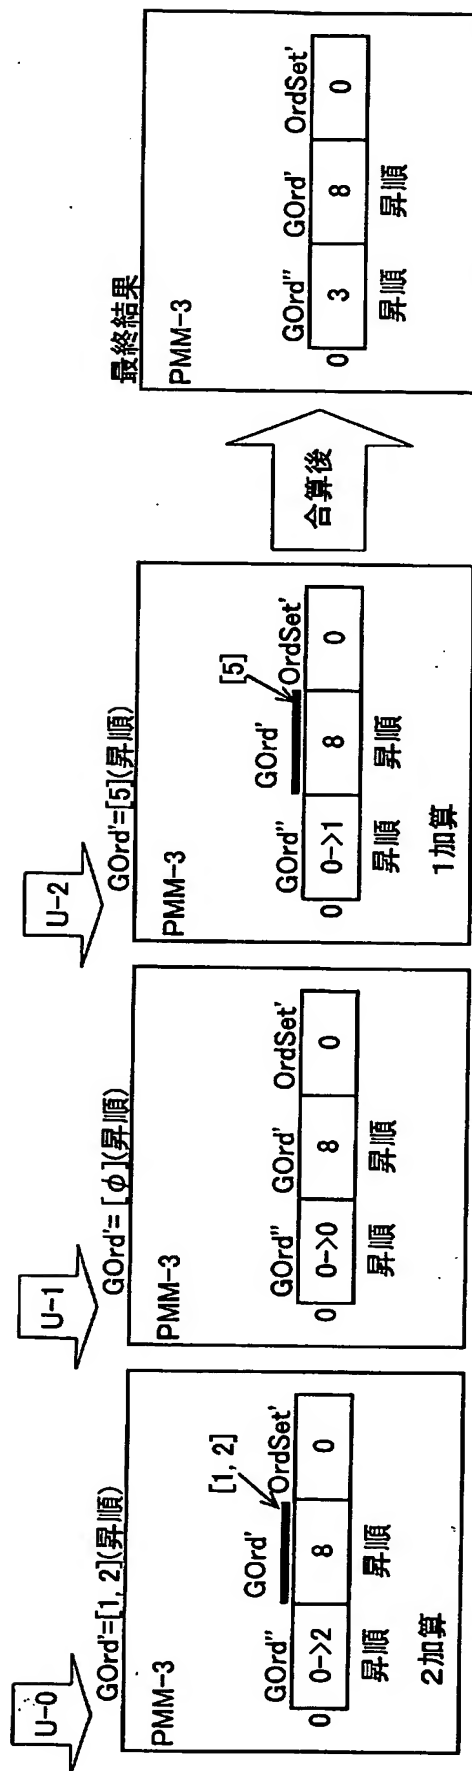 U-0
GOrd'=[1, 2](昇順)
PMM-3
[1, 2]
GOrd'' GOrd' OrdSet'
0 0->2 8 0
昇順 昇順
2加算
U-1
GOrd'=[φ](昇順)
PMM-3
GOrd'' GOrd' OrdSet'
0 0->0 8 0
昇順 昇順
U-2
GOrd'=[5](昇順)
PMM-3
[5]
GOrd'' GOrd' OrdSet'
0 0->1 8 0
昇順 昇順
1加算
合算後
最終結果
PMM-3
GOrd'' GOrd' OrdSet'
0 3 8 0
昇順 昇順